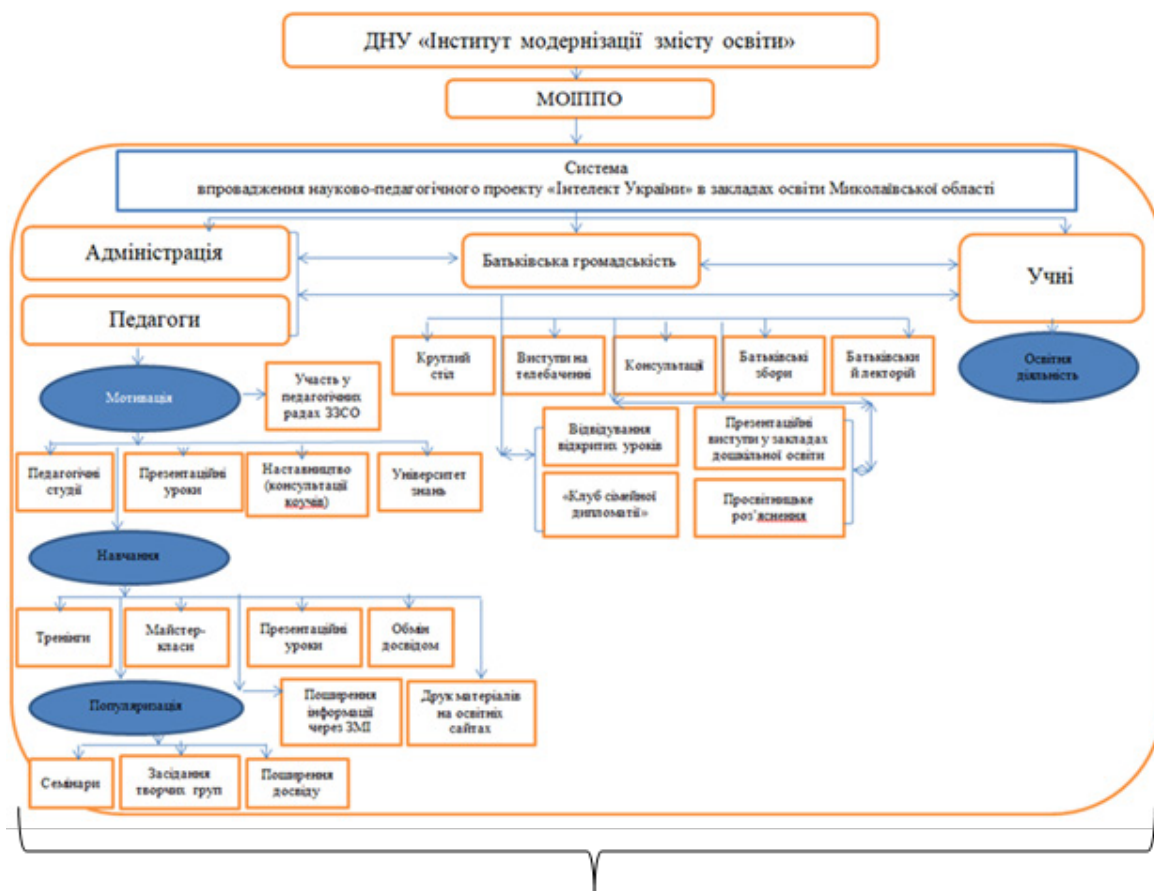 ДНУ «Інститут модернізації змісту освіти»
МОІППО
Система
впровадження науково-педагогічного проекту «Інтелект України» в закладах освіти Миколаївської області
Адміністрація
Батьківська громадськість
Учні
Педагоги
Круглий
стіл
Виступи на
телебаченні
Консультації
Батьківські
збори
Батьківськи
й лекторій
Освітня
діяльність
Мотивація
Участь у
педагогічних
радах ЗЗСО
Відвідування
відкритих уроків
Презентаційні
виступи у закладах
дошкільної освіти
Педагогічні
студії
Презентаційні
уроки
Наставництво
(консультації
коучів)
Університет
знань
«Клуб сімейної
дипломатії»
Просвітницьке
роз'яснення
Навчання
Тренінги
Майстер-
класи
Презентаційні
уроки
Обмін
досвідом
Популяризація
Поширення
інформації
через ЗМІ
Друк матеріалів
на освітніх
сайтах
Семінари
Засідання
творчих груп
Поширення
досвіду